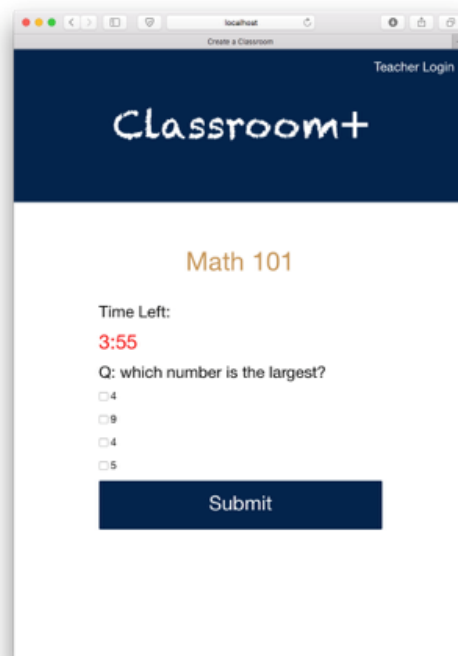 localhost
Create a Classroom
Teacher Login
Classroom+
Math 101
Time Left:
3:55
Q: which number is the largest?
4
9
4
5
Submit